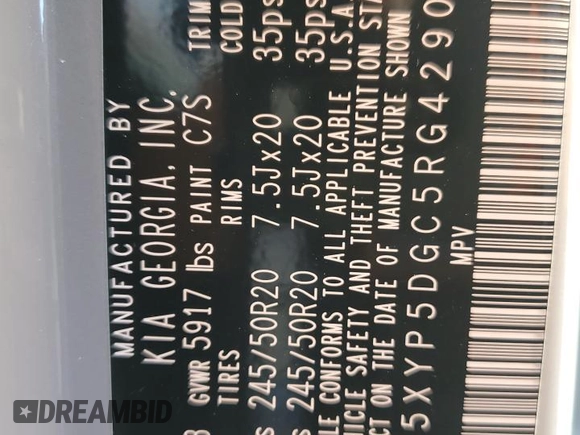 MANUFACTURED BY
KIA GEORGIA, INC.
GVWR 5917 lbs PAINT C7S TRIM
TIRES RIMS COLD
245/50R20 7.5Jx20 35ps
245/50R20 7.5Jx20 35ps
CONFORMS TO ALL APPLICABLE U.S.A.
SAFETY AND THEFT PREVENTION
ON THE DATE OF MANUFACTURE SHOWN
5XYP5DGC5RG4290
MPV
DREAMBID